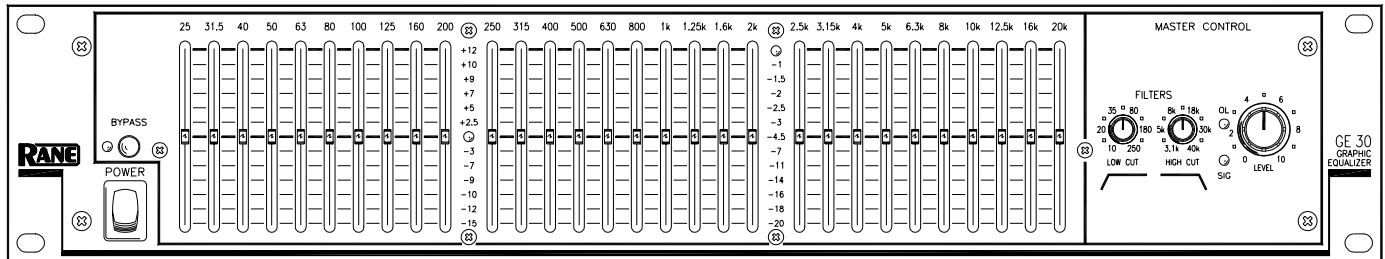 25 31.5 40 50 63 80 100 125 160 200 250 315 400 500 630 800 1k 1.25k 1.6k 2k 2.5k 3.15k 4k 5k 6.3k 8k 10k 12.5k 16k 20k
MASTER CONTROL
+12
+10
+9
+7
+5
+2.5
-3
-7
-9
-10
-12
-15
-1
-1.5
-2
-2.5
-3
-4.5
-7
-11
-14
-16
-18
-20
BYPASS
RANE
POWER
FILTERS
35 80
20 180
10 250
LOW CUT
8k 18k
5k 30k
3.1k 40k
HIGH CUT
OL
SIG
4 6
2 8
0 10
LEVEL
GE 30
GRAPHIC
EQUALIZER